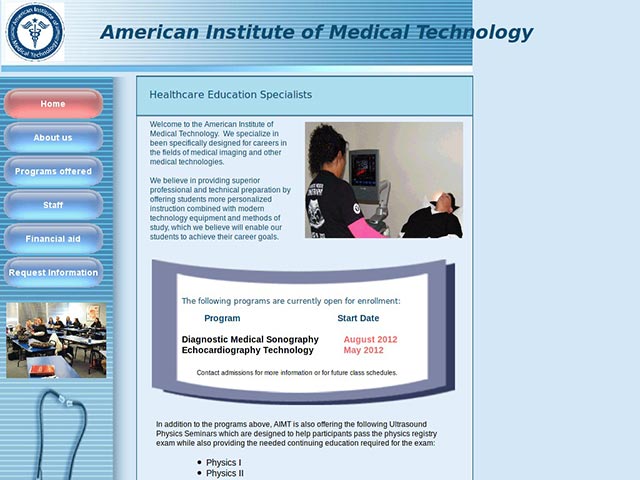 American Institute of Medical Technology
Healthcare Education Specialists
Home
About us
Programs offered
Staff
Financial aid
Request Information
Welcome to the American Institute of
Medical Technology. We specialize in
been specifically designed for careers in
the fields of medical imaging and other
medical technologies.
We believe in providing superior
professional and technical preparation by
offering students more personalized
instruction combined with modern
technology equipment and methods of
study, which we believe will enable our
students to achieve their career goals.
The following programs are currently open for enrollment:
Program Start Date
Diagnostic Medical Sonography August 2012
Echocardiography Technology May 2012
Contact admissions for more information or for future class schedules.
In addition to the programs above, AIMT is also offering the following Ultrasound
Physics Seminars which are designed to help participants pass the physics registry
exam while also providing the needed continuing education required for the exam:
• Physics I
• Physics II